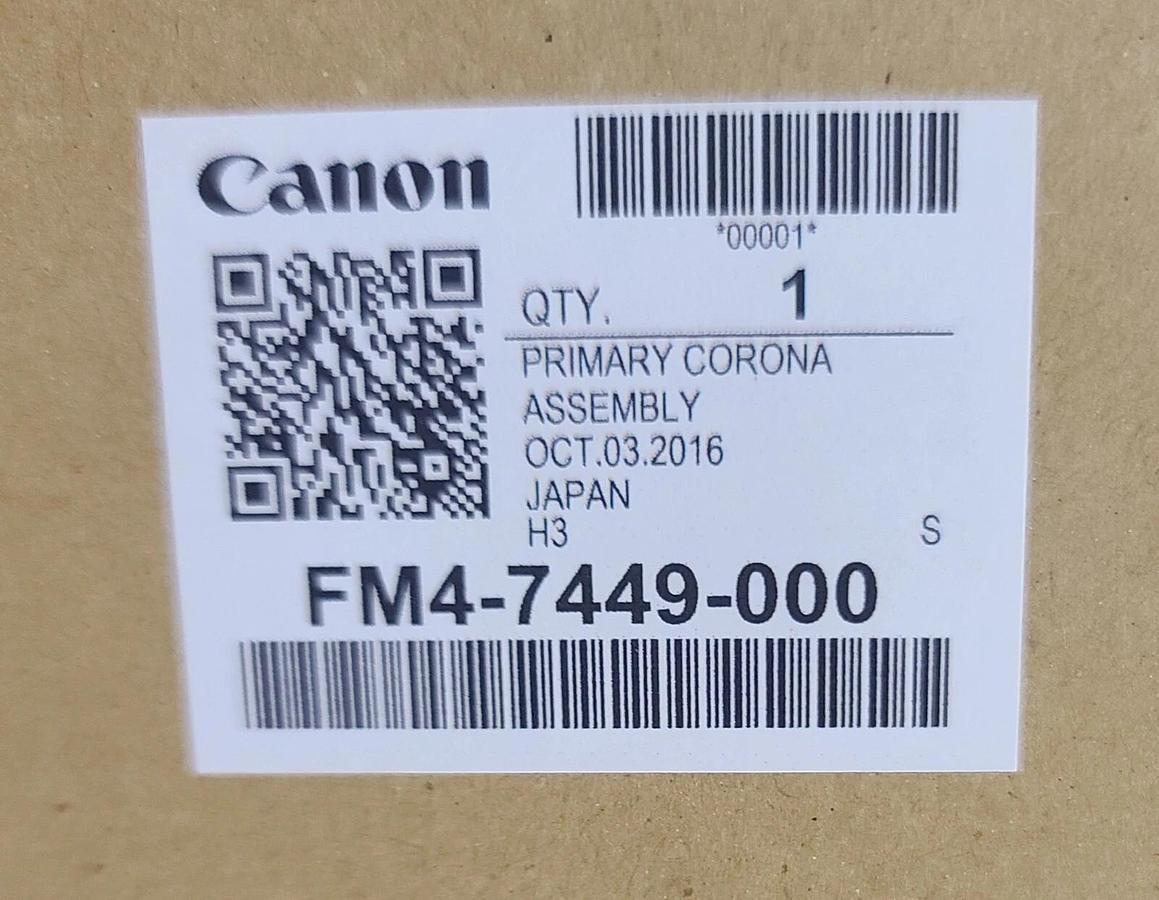 Canon
*00001*
QTY. 1
PRIMARY CORONA
ASSEMBLY
OCT.03.2016
JAPAN
H3 S
FM4-7449-000